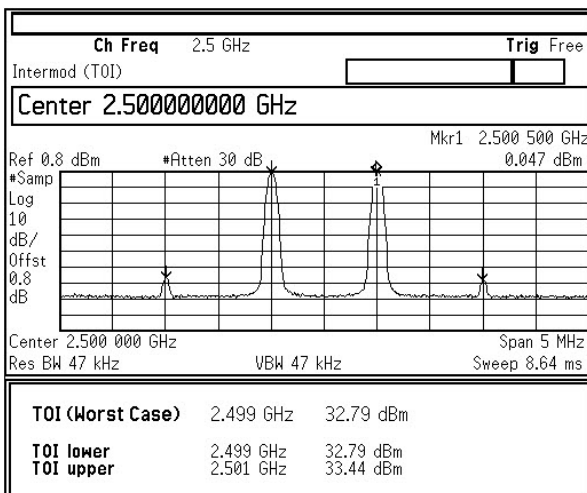 Ch Freq 2.5 GHz Trig Free
Intermod (TOI)
Center 2.500000000 GHz
Mkr1 2.500 500 GHz
Ref 0.8 dBm #Atten 30 dB 0.047 dBm
#Samp
Log
10
dB/
Offst
0.8
dB
1
Center 2.500 000 GHz Span 5 MHz
Res BW 47 kHz VBW 47 kHz Sweep 8.64 ms
TOI (Worst Case) 2.499 GHz 32.79 dBm
TOI lower 2.499 GHz 32.79 dBm
TOI upper 2.501 GHz 33.44 dBm